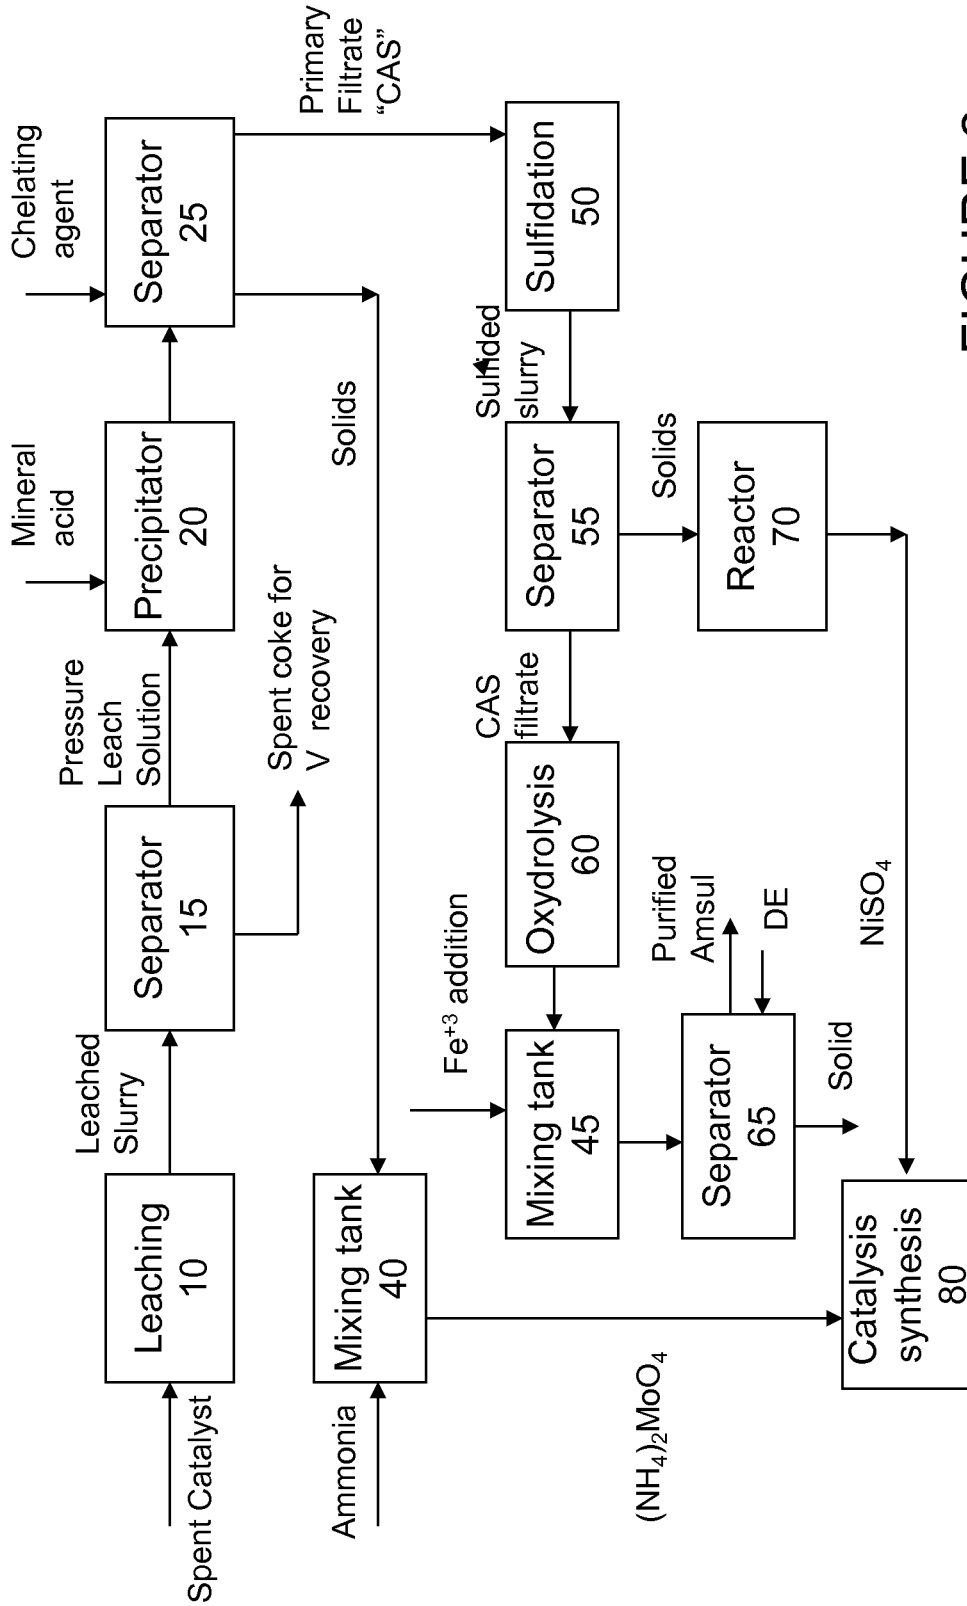 Chelating
agent
Mineral
acid
Pressure
Leach
Solution
Leached
Slurry
Spent Catalyst
Leaching
10
Separator
15
Precipitator
20
Separator
25
Spent coke for
V recovery
Primary
Filtrate
“CAS”
Solids
Ammonia
Mixing tank
40
Fe+3 addition
CAS
filtrate
Sulfided
slurry
Mixing tank
45
Oxydrolysis
60
Separator
55
Sulfidation
50
Solids
Purified
Amsul
DE
Separator
65
Solid
Reactor
70
(NH4)2MoO4
NiSO4
Catalysis
synthesis
80
FIGURE